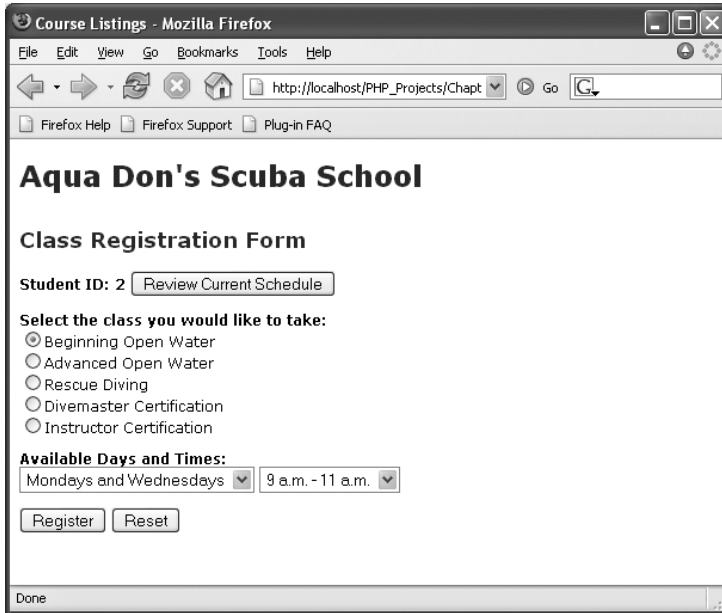 Course Listings - Mozilla Firefox
File Edit View Go Bookmarks Tools Help
http://localhost/PHP_Projects/Chapt Go G
Firefox Help Firefox Support Plug-in FAQ
Aqua Don's Scuba School
Class Registration Form
Student ID: 2 Review Current Schedule
Select the class you would like to take:
Beginning Open Water
Advanced Open Water
Rescue Diving
Divemaster Certification
Instructor Certification
Available Days and Times:
Mondays and Wednesdays 9 a.m. - 11 a.m.
Register Reset
Done